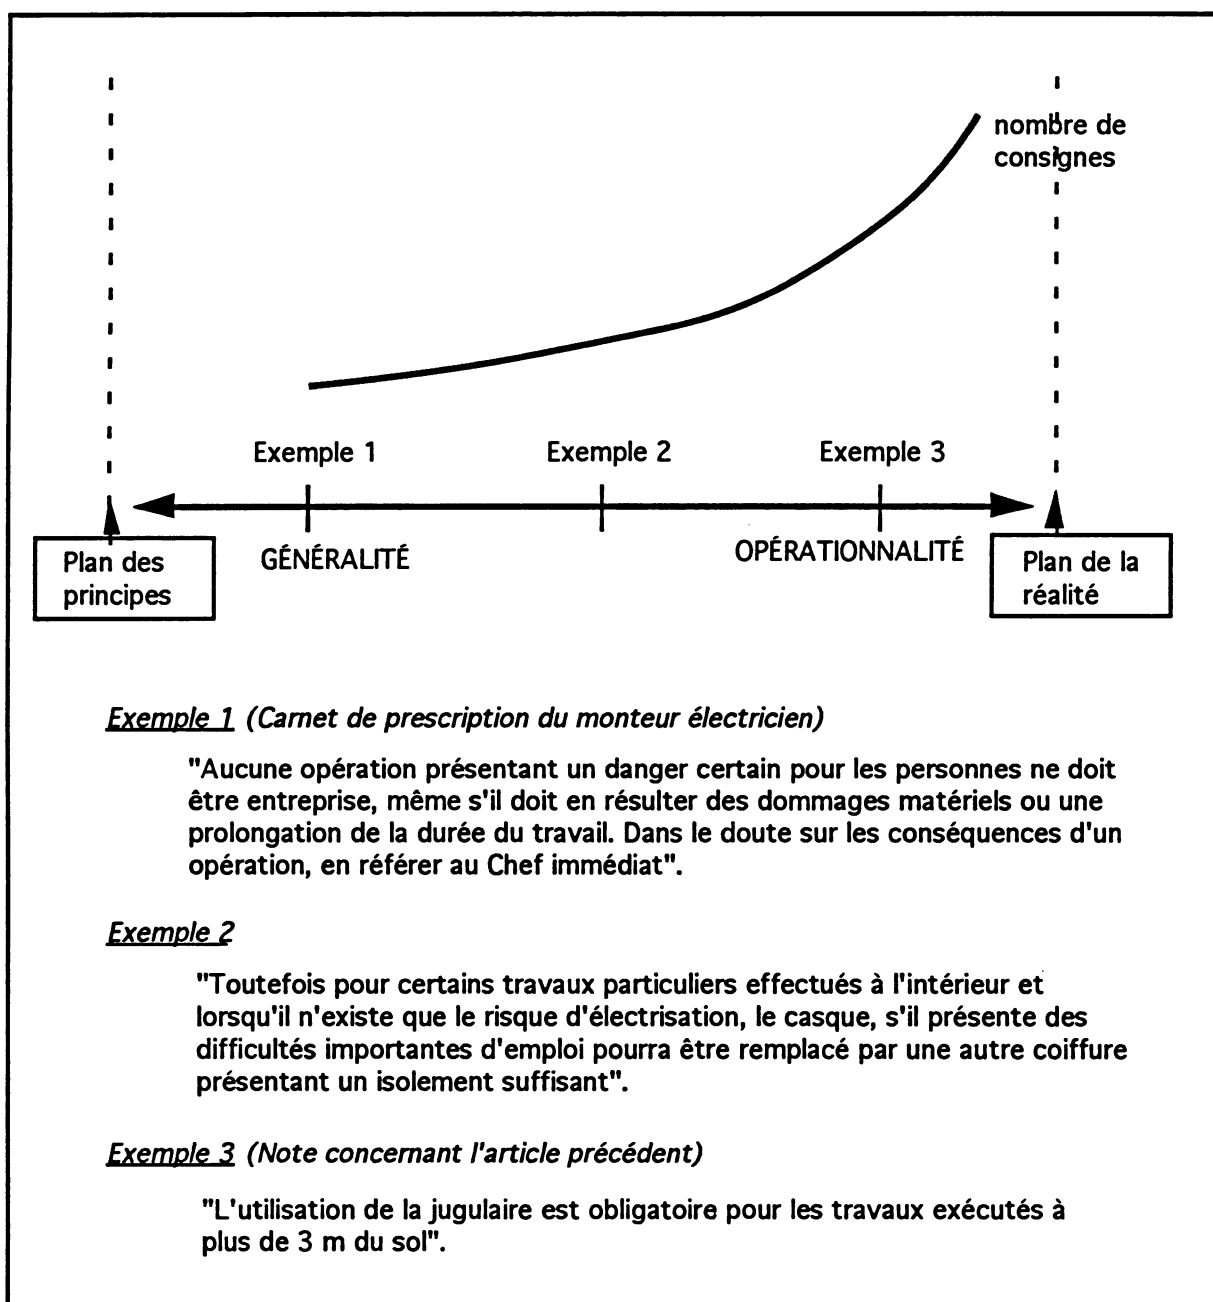 nombre de
consignes
Exemple 1
Exemple 2
Exemple 3
GÉNÉRALITÉ
OPÉRATIONNALITÉ
Plan des
principes
Plan de la
réalité
Exemple 1 (Carnet de prescription du monteur électricien)
"Aucune opération présentant un danger certain pour les personnes ne doit
être entreprise, même s'il doit en résulter des dommages matériels ou une
prolongation de la durée du travail. Dans le doute sur les conséquences d'un
opération, en référer au Chef immédiat".
Exemple 2
"Toutefois pour certains travaux particuliers effectués à l'intérieur et
lorsqu'il n'existe que le risque d'électrisation, le casque, s'il présente des
difficultés importantes d'emploi pourra être remplacé par une autre coiffure
présentant un isolement suffisant".
Exemple 3 (Note concernant l'article précédent)
"L'utilisation de la jugulaire est obligatoire pour les travaux exécutés à
plus de 3 m du sol".